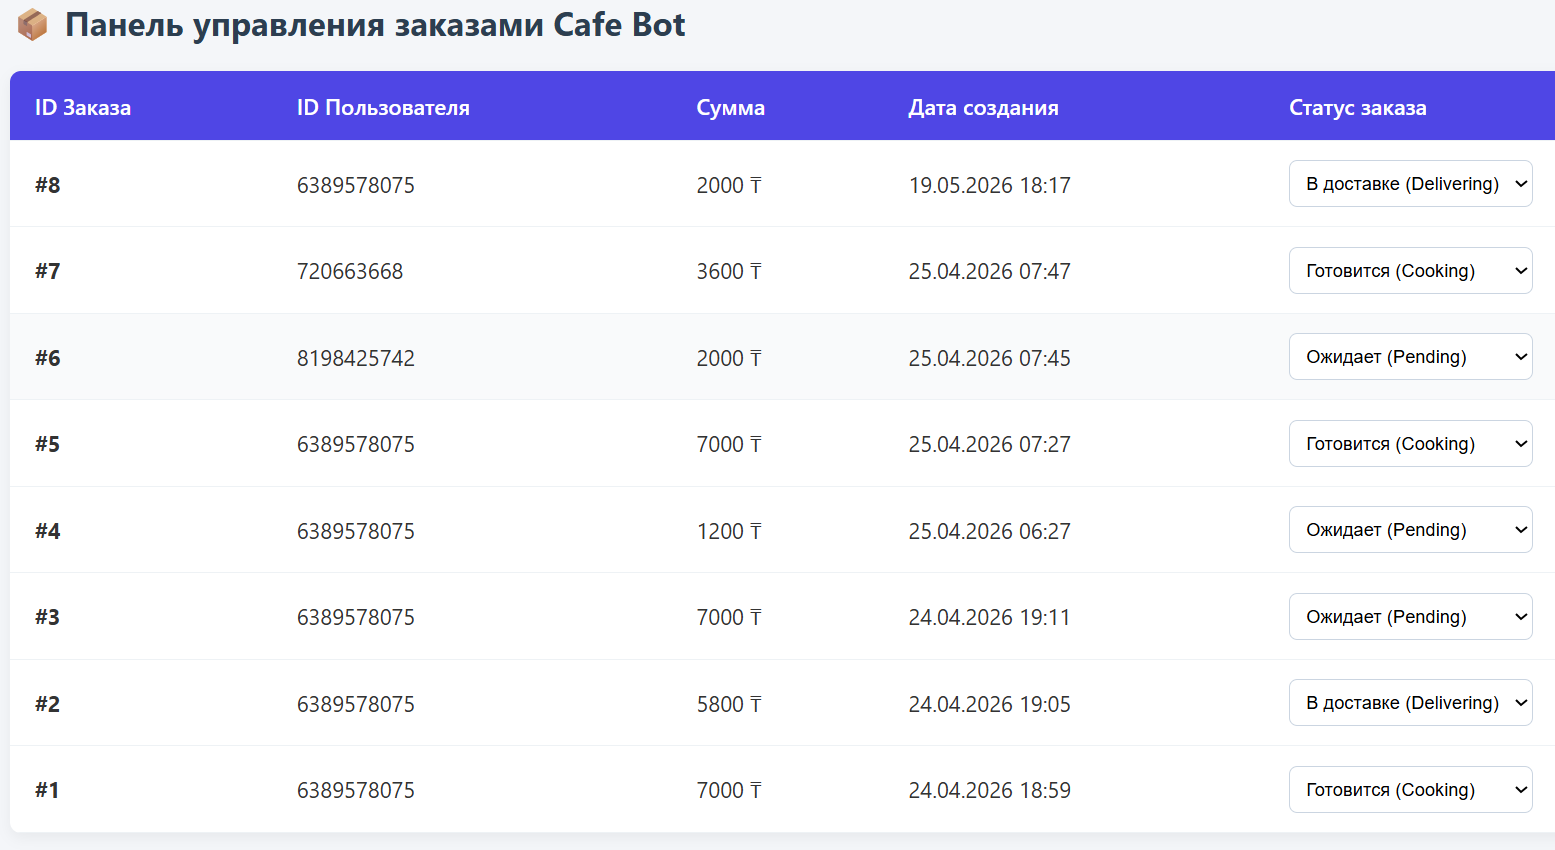 📦 Панель управления заказами Cafe Bot
ID Заказа ID Пользователя Сумма Дата создания Статус заказа
#8 6389578075 2000 ₸ 19.05.2026 18:17 В доставке (Delivering)
#7 720663668 3600 ₸ 25.04.2026 07:47 Готовится (Cooking)
#6 8198425742 2000 ₸ 25.04.2026 07:45 Ожидает (Pending)
#5 6389578075 7000 ₸ 25.04.2026 07:27 Готовится (Cooking)
#4 6389578075 1200 ₸ 25.04.2026 06:27 Ожидает (Pending)
#3 6389578075 7000 ₸ 24.04.2026 19:11 Ожидает (Pending)
#2 6389578075 5800 ₸ 24.04.2026 19:05 В доставке (Delivering)
#1 6389578075 7000 ₸ 24.04.2026 18:59 Готовится (Cooking)